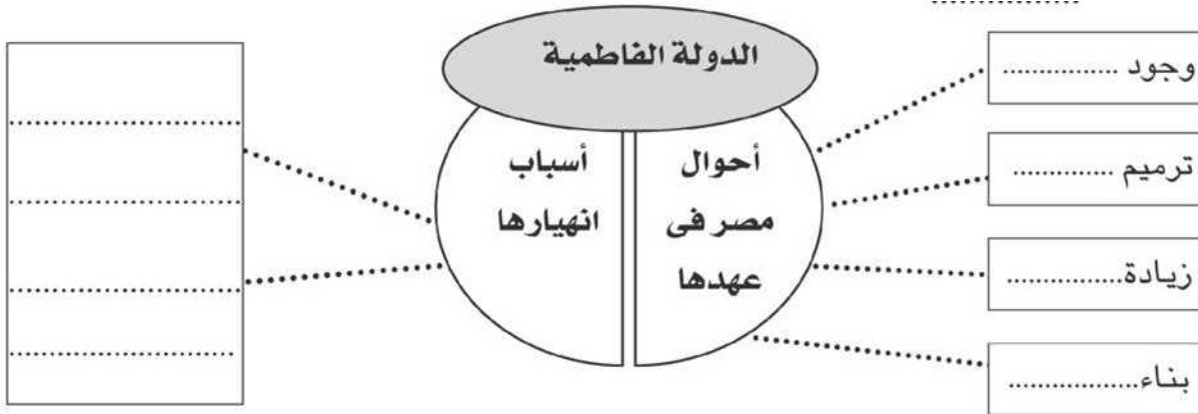 الدولة الفاطمية
أحوال
مصر فى
عهدها
أسباب
انهيارها
وجود ................
ترميم ..............
زيادة.................
بناء..................